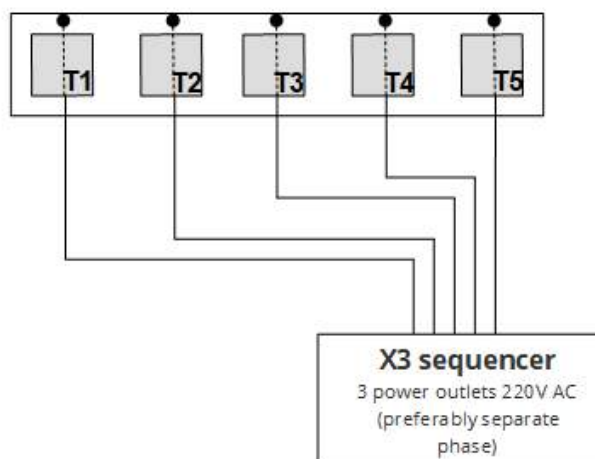 T1 T2 T3 T4 T5
X3 sequencer
3 power outlets 220V AC
(preferably separate
phase)